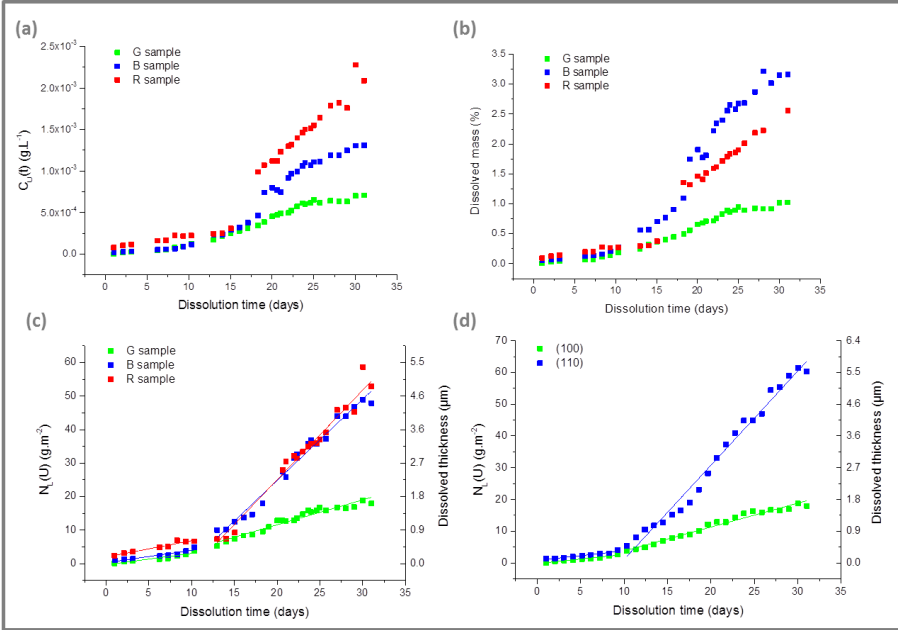 (a)
G sample
B sample
R sample
2.5x10⁻³
2.0x10⁻³
1.5x10⁻³
1.0x10⁻³
5.0x10⁻⁴
0.0
C_U(t) (g.L⁻¹)
0 5 10 15 20 25 30 35
Dissolution time (days)
(b)
G sample
B sample
R sample
3.5
3.0
2.5
2.0
1.5
1.0
0.5
0.0
Dissolved mass (%)
0 5 10 15 20 25 30 35
Dissolution time (days)
(c)
G sample
B sample
R sample
60
50
40
30
20
10
0
N_L(U) (g.m⁻²)
5.5
4.6
3.6
2.7
1.8
0.9
0.0
Dissolved thickness (µm)
0 5 10 15 20 25 30 35
Dissolution time (days)
(d)
(100)
(110)
70
60
50
40
30
20
10
0
N_L(U) (g.m⁻²)
6.4
5.5
4.6
3.6
2.7
1.8
0.9
0.0
Dissolved thickness (µm)
0 5 10 15 20 25 30 35
Dissolution time (days)